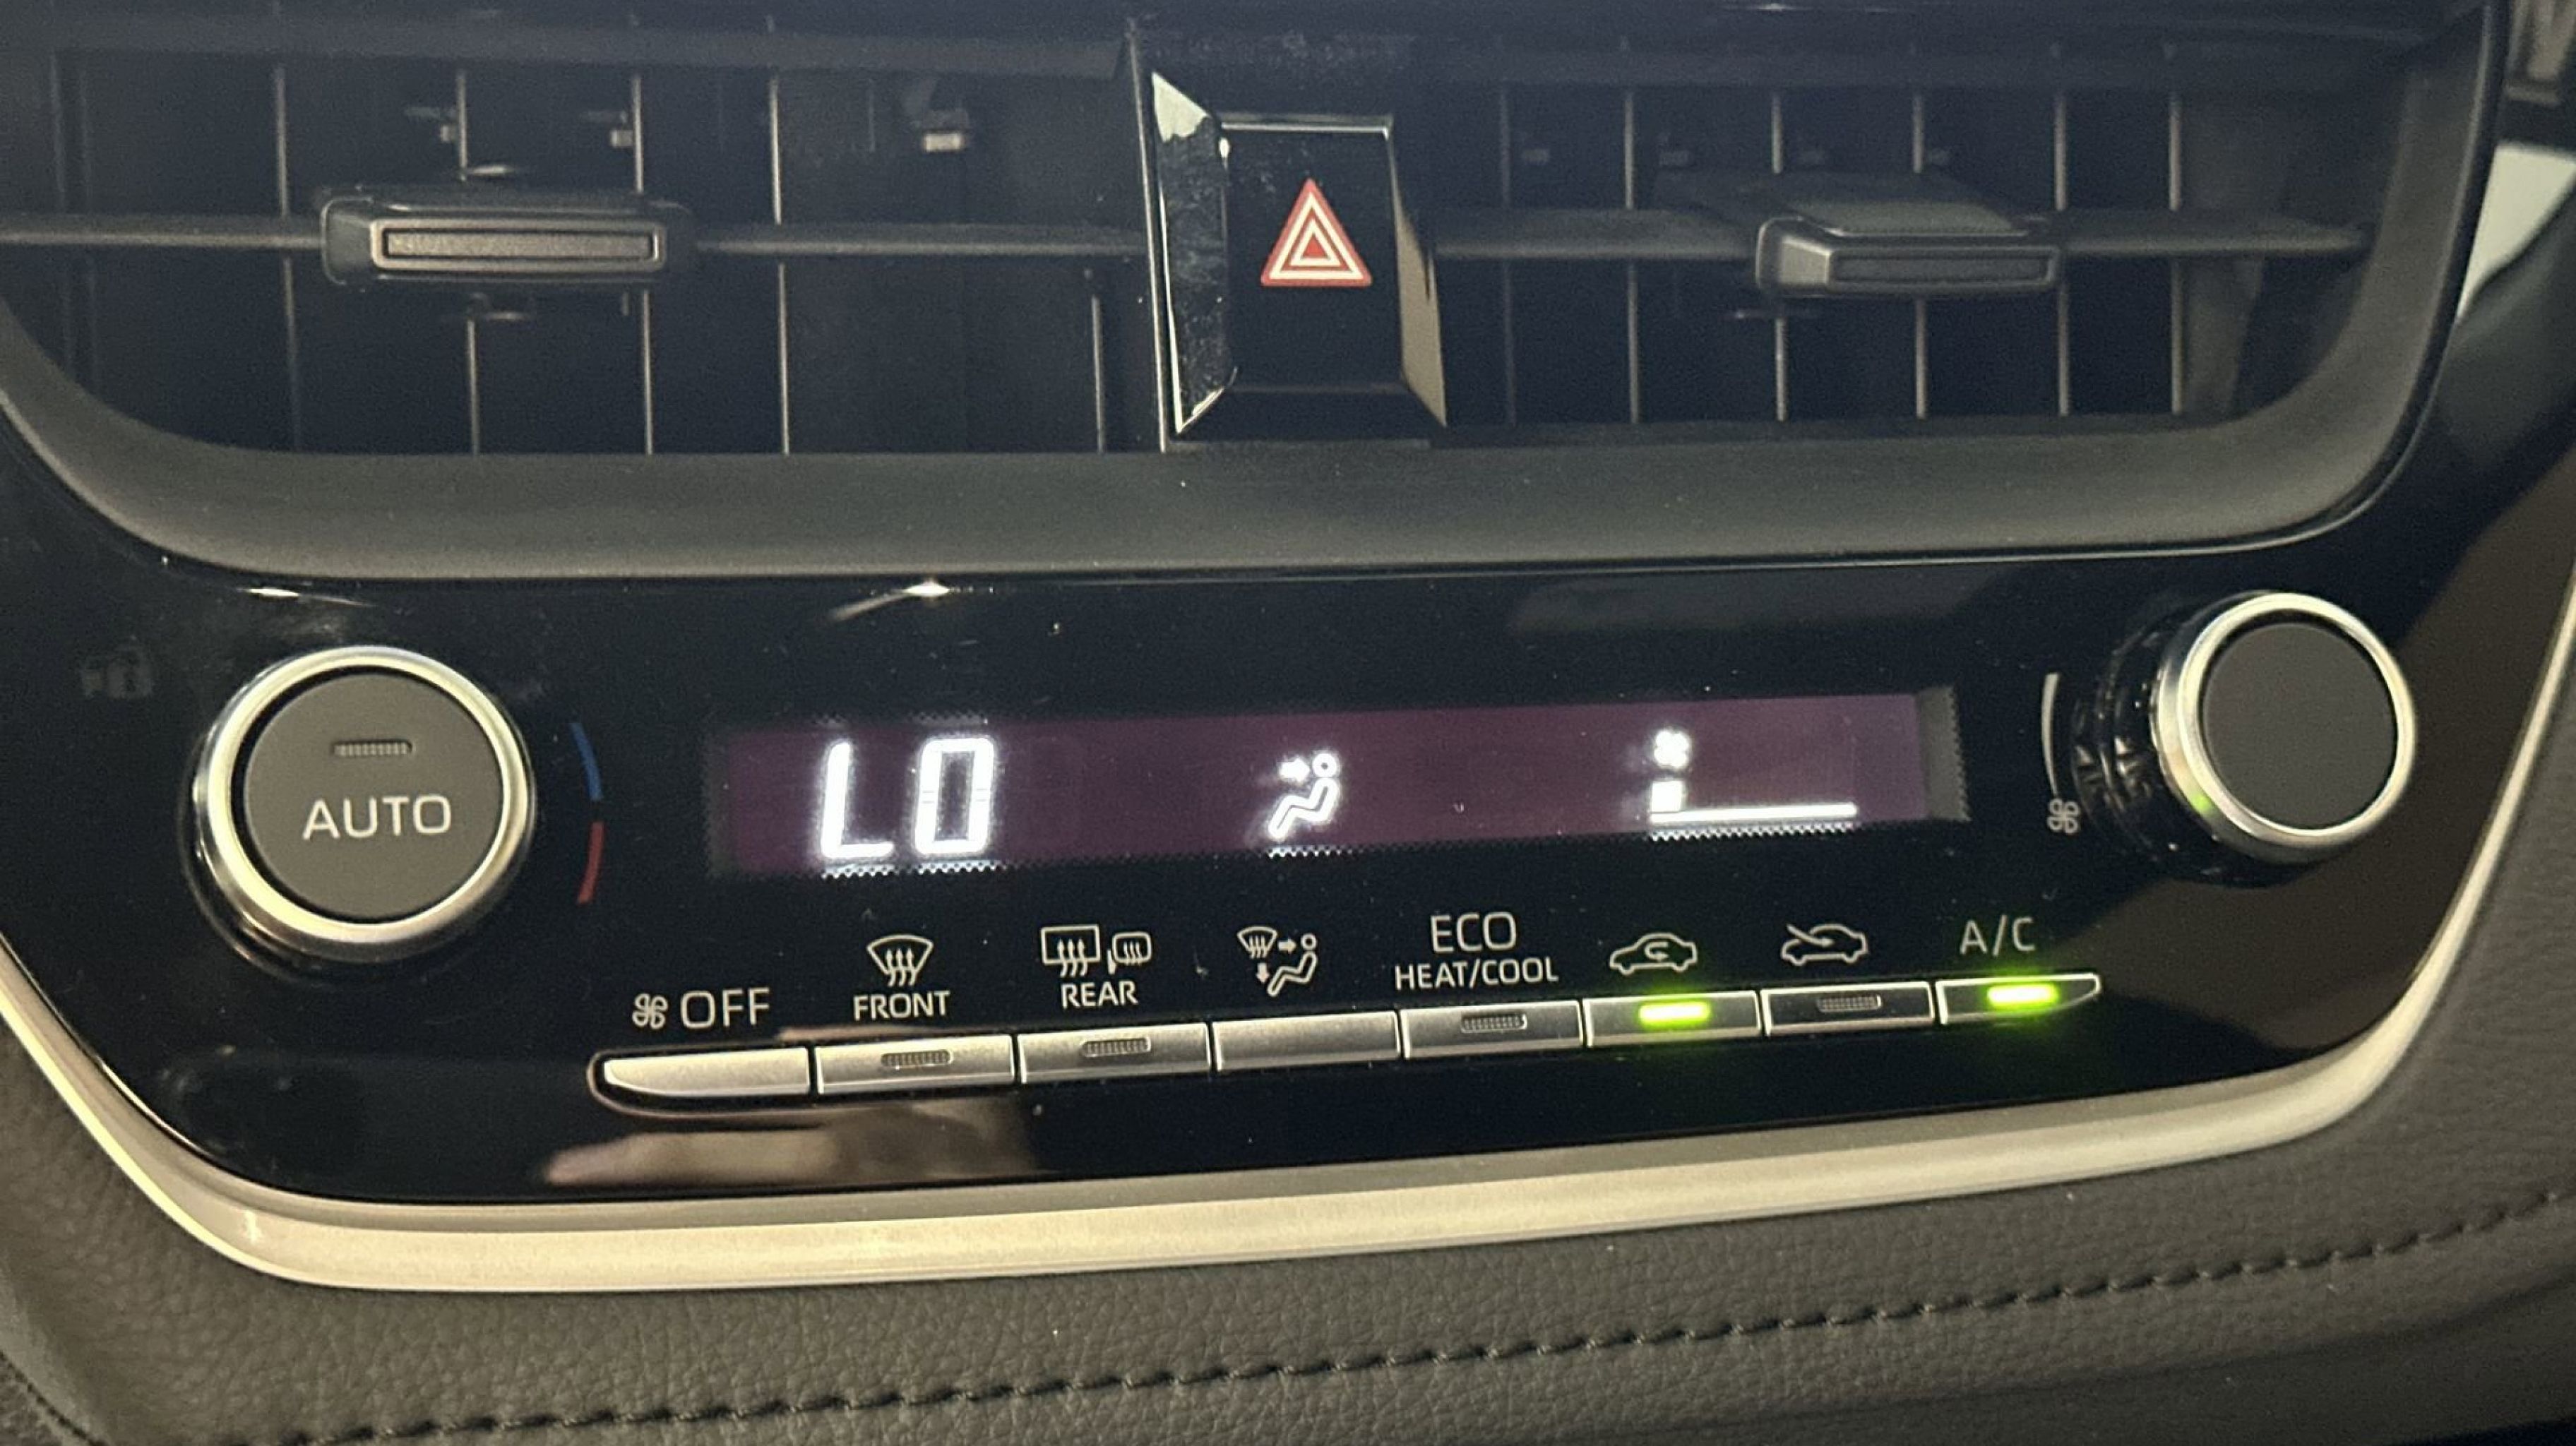 AUTO
LO
OFF
FRONT
REAR
ECO
HEAT/COOL
A/C